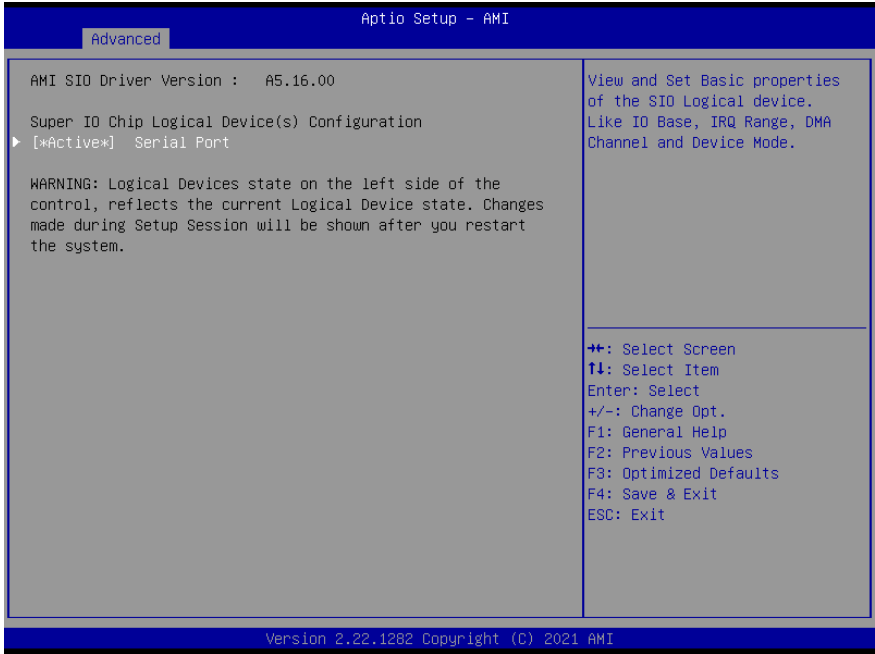 Aptio Setup – AMI
Advanced
AMI SIO Driver Version :   A5.16.00
Super IO Chip Logical Device(s) Configuration
[*Active*]  Serial Port
WARNING: Logical Devices state on the left side of the
control, reflects the current Logical Device state. Changes
made during Setup Session will be shown after you restart
the system.
View and Set Basic properties
of the SIO Logical device.
Like IO Base, IRQ Range, DMA
Channel and Device Mode.
→←: Select Screen
↑↓: Select Item
Enter: Select
+/-: Change Opt.
F1: General Help
F2: Previous Values
F3: Optimized Defaults
F4: Save & Exit
ESC: Exit
Version 2.22.1282 Copyright (C) 2021 AMI